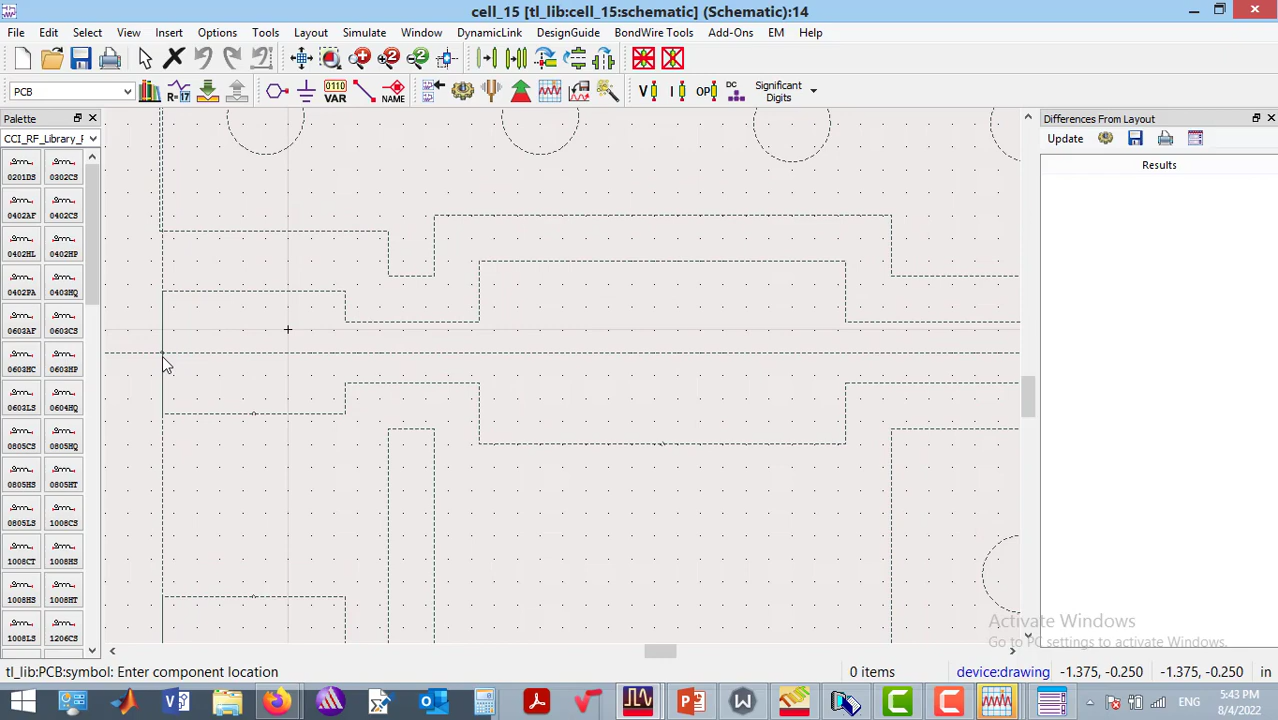 cell_15 [tl_lib:cell_15:schematic] (Schematic):14
File Edit Select View Insert Options Tools Layout Simulate Window DynamicLink DesignGuide BondWire Tools Add-Ons EM Help
PCB
R=17
0110 VAR
NAME
V I OP DC
Significant Digits
Palette
CCI_RF_Library_
0201DS 0302CS
0402AF 0402CS
0402HL 0402HP
0402PA 0403HQ
0603AF 0603CS
0603HC 0603HP
0603LS 0604HQ
0805CS 0805HQ
0805HS 0805HT
0805LS 1008CS
1008CT 1008HS
1008HS 1008HT
1008LS 1206CS
Differences From Layout
Update
Results
Activate Windows
Go to PC settings to activate Windows.
tl_lib:PCB:symbol: Enter component location
0 items
device:drawing
-1.375, -0.250
-1.375, -0.250
in
ENG
5:43 PM
8/4/2022